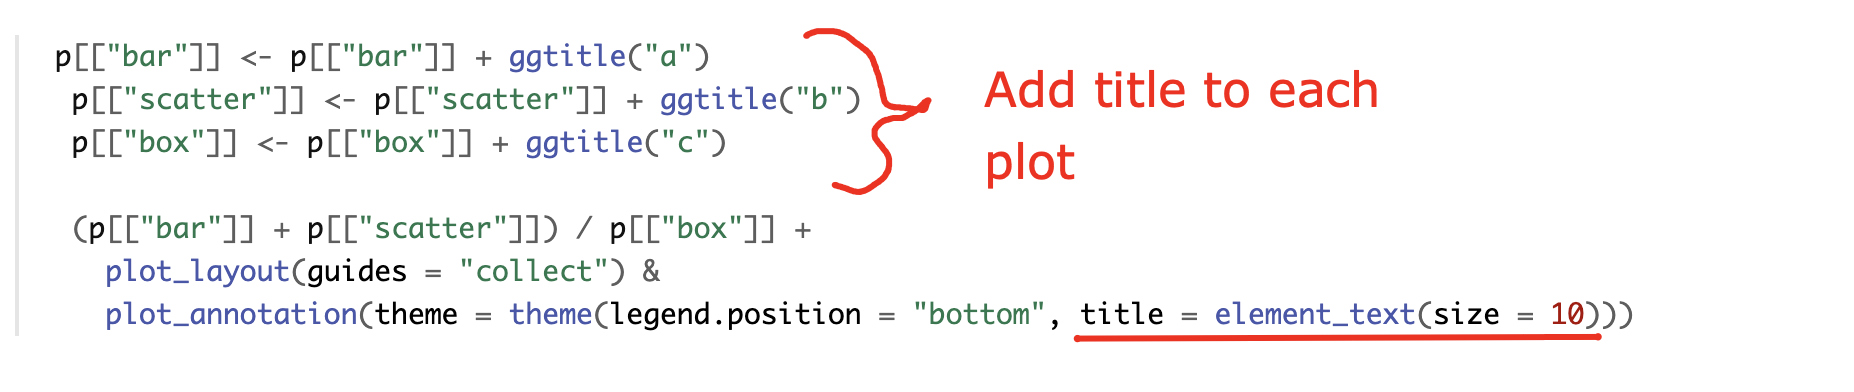 p[["bar"]] <- p[["bar"]] + ggtitle("a")
p[["scatter"]] <- p[["scatter"]] + ggtitle("b")
p[["box"]] <- p[["box"]] + ggtitle("c")
Add title to each
plot
(p[["bar"]] + p[["scatter"]]) / p[["box"]] +
plot_layout(guides = "collect") &
plot_annotation(theme = theme(legend.position = "bottom", title = element_text(size = 10)))